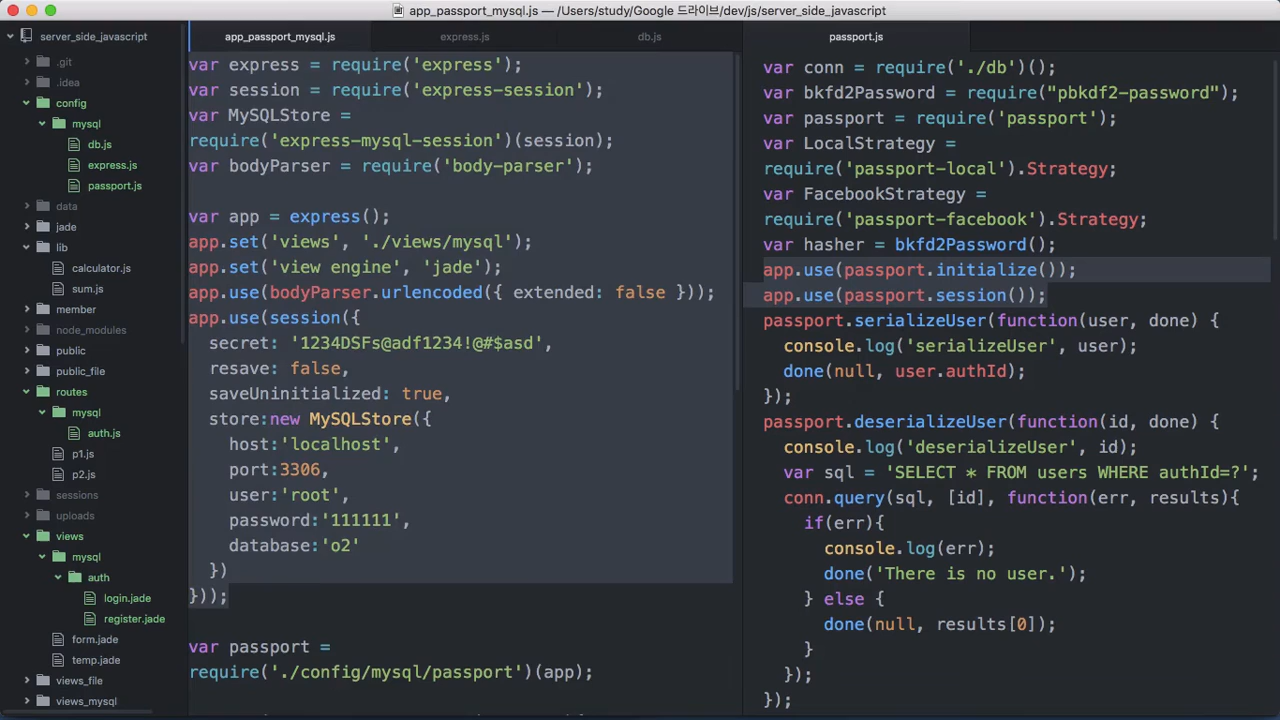 app_passport_mysql.js — /Users/study/Google 드라이브/dev/js/server_side_javascript
server_side_javascript
.git
.idea
config
mysql
db.js
express.js
passport.js
data
jade
lib
calculator.js
sum.js
member
node_modules
public
public_file
routes
mysql
auth.js
p1.js
p2.js
sessions
uploads
views
mysql
auth
login.jade
register.jade
form.jade
temp.jade
views_file
views_mysql
app_passport_mysql.js
express.js
db.js
var express = require('express');
var session = require('express-session');
var MySQLStore =
require('express-mysql-session')(session);
var bodyParser = require('body-parser');
var app = express();
app.set('views', './views/mysql');
app.set('view engine', 'jade');
app.use(bodyParser.urlencoded({ extended: false }));
app.use(session({
secret: '1234DSFs@adf1234!@#$asd',
resave: false,
saveUninitialized: true,
store:new MySQLStore({
host:'localhost',
port:3306,
user:'root',
password:'111111',
database:'o2'
})
}));
var passport =
require('./config/mysql/passport')(app);
passport.js
var conn = require('./db')();
var bkfd2Password = require("pbkdf2-password");
var passport = require('passport');
var LocalStrategy =
require('passport-local').Strategy;
var FacebookStrategy =
require('passport-facebook').Strategy;
var hasher = bkfd2Password();
app.use(passport.initialize());
app.use(passport.session());
passport.serializeUser(function(user, done) {
console.log('serializeUser', user);
done(null, user.authId);
});
passport.deserializeUser(function(id, done) {
console.log('deserializeUser', id);
var sql = 'SELECT * FROM users WHERE authId=?';
conn.query(sql, [id], function(err, results){
if(err){
console.log(err);
done('There is no user.');
} else {
done(null, results[0]);
}
});
});